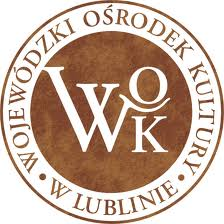 WOJEWÓDZKI OŚRODEK KULTURY
• W LUBLINIE •
WOK